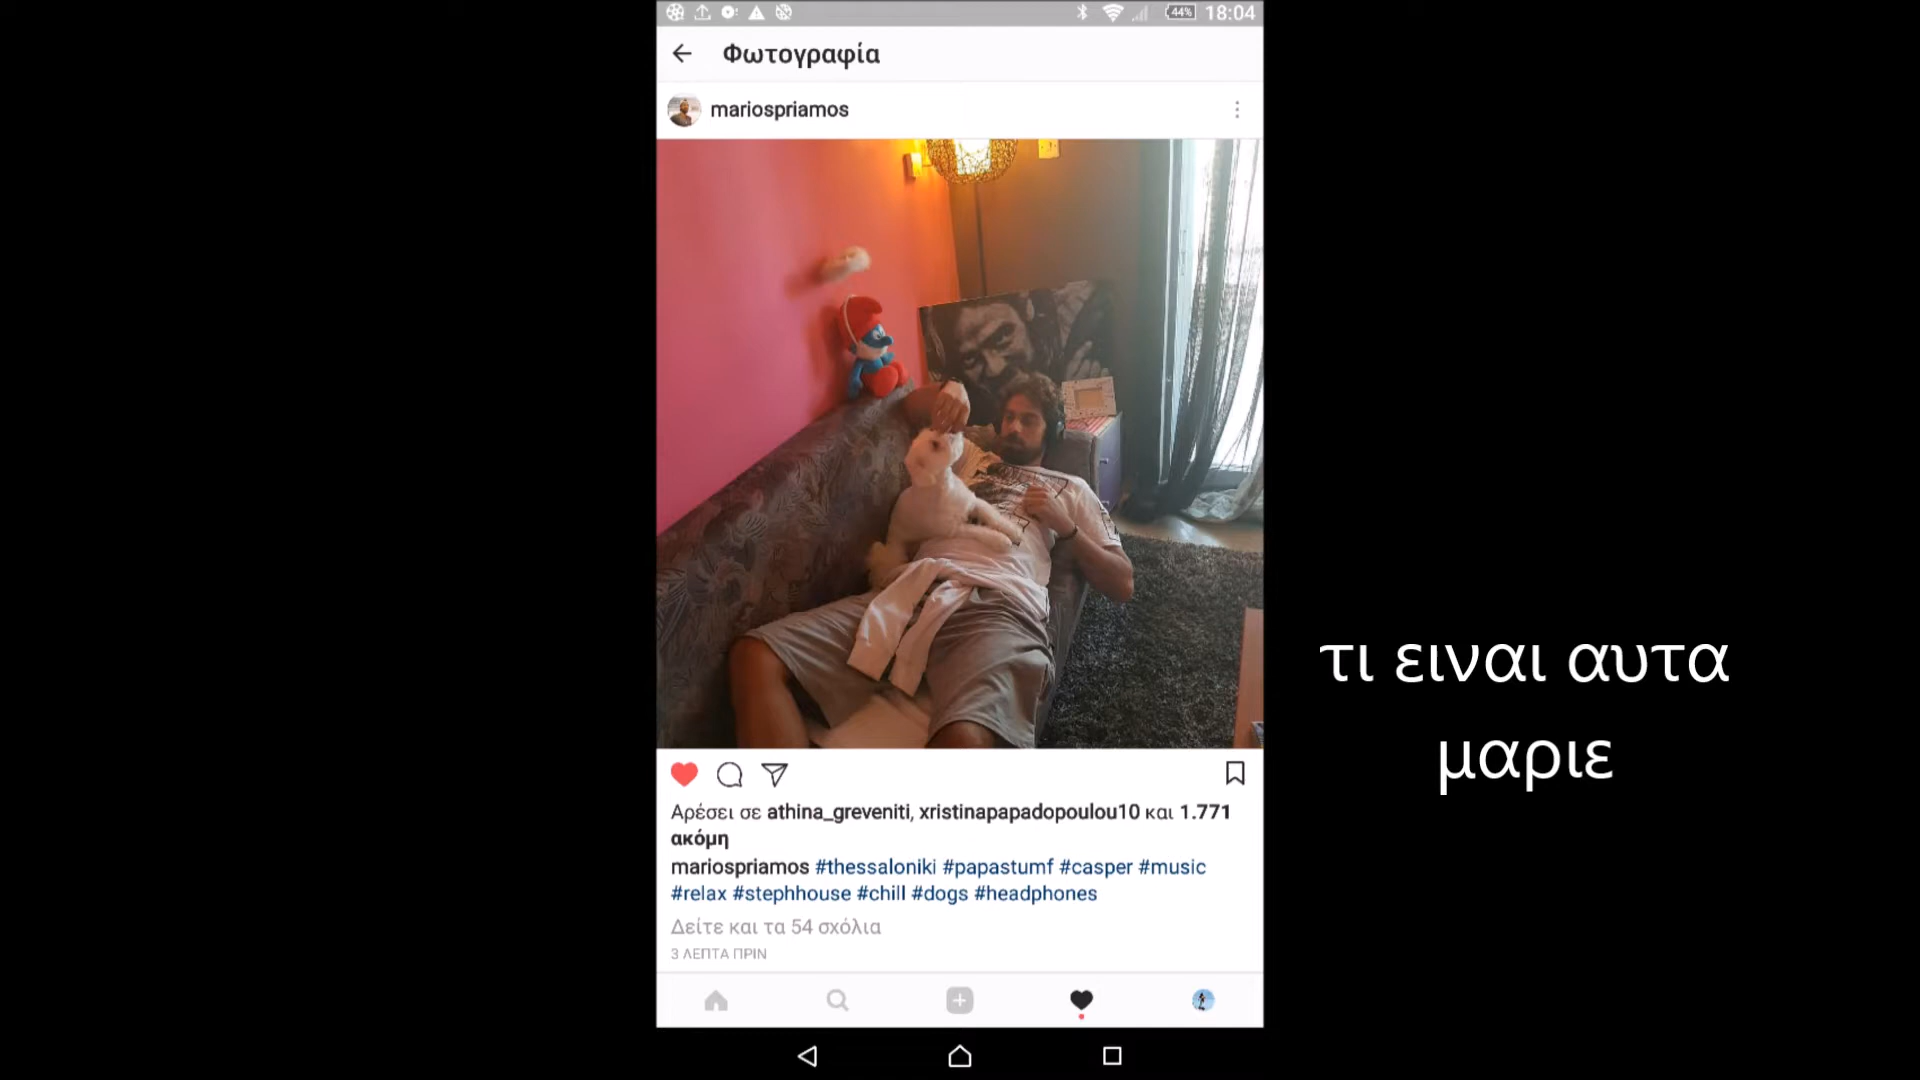 44% 18:04
Φωτογραφία
mariospriamos
Αρέσει σε athina_greveniti, xristinapapadopoulou10 και 1.771
ακόμη
mariospriamos #thessaloniki #papastumf #casper #music
#relax #stephhouse #chill #dogs #headphones
Δείτε και τα 54 σχόλια
3 ΛΕΠΤΑ ΠΡΙΝ
τι ειναι αυτα
μαριε